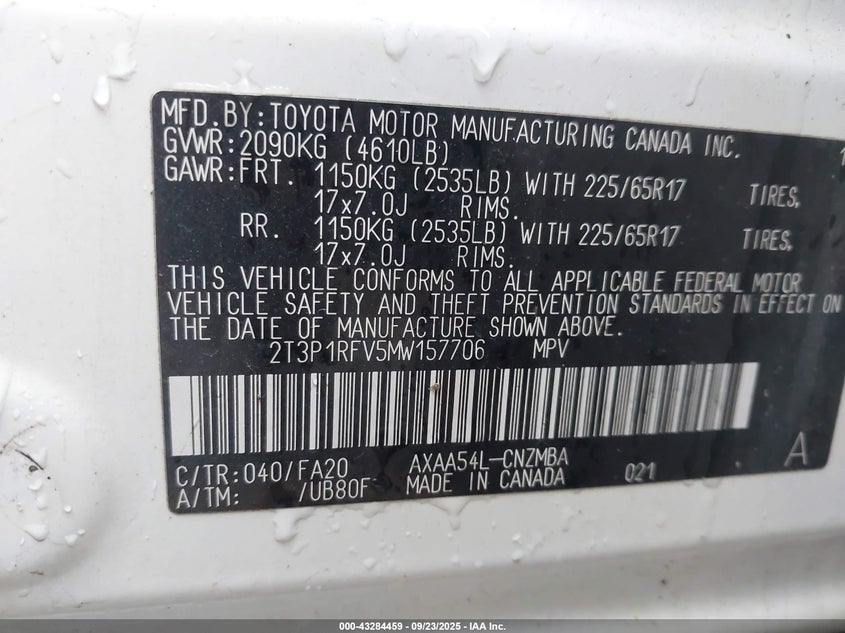 MFD.BY:TOYOTA MOTOR MANUFACTURING CANADA INC.
GVWR:2090KG (4610LB)
GAWR:FRT. 1150KG (2535LB) WITH 225/65R17 TIRES,
17x7.0J RIMS.
RR. 1150KG (2535LB) WITH 225/65R17 TIRES,
17x7.0J RIMS.
THIS VEHICLE CONFORMS TO ALL APPLICABLE FEDERAL MOTOR
VEHICLE SAFETY AND THEFT PREVENTION STANDARDS IN EFFECT ON
THE DATE OF MANUFACTURE SHOWN ABOVE.
2T3P1RFV5MW157706 MPV
C/TR:040/FA20 AXAA54L-CNZMBA 021 A
A/TM: /UB80F MADE IN CANADA
000-43284459 - 09/23/2025 - IAA Inc.